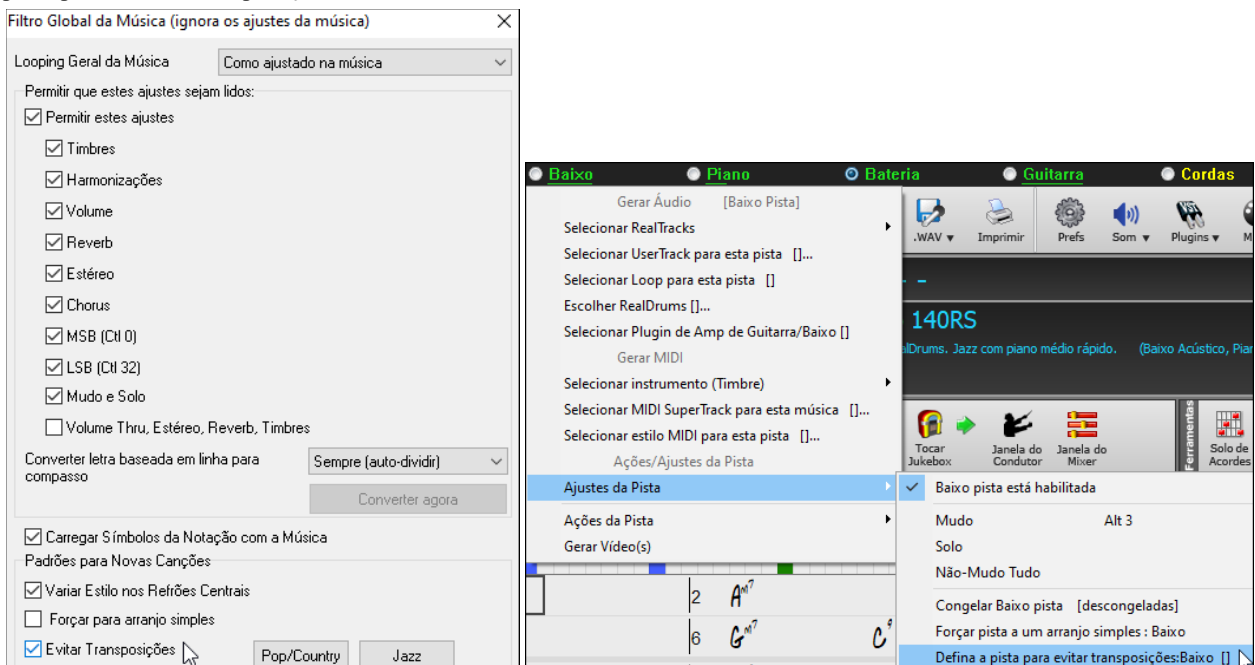 Filtro Global da Música (ignora os ajustes da música)
Looping Geral da Música
Como ajustado na música
Permitir que estes ajustes sejam lidos:
Permitir estes ajustes
Timbres
Harmonizações
Volume
Reverb
Estéreo
Chorus
MSB (Ctl 0)
LSB (Ctl 32)
Mudo e Solo
Volume Thru, Estéreo, Reverb, Timbres
Converter letra baseada em linha para
compasso
Sempre (auto-dividir)
Converter agora
Carregar Símbolos da Notação com a Música
Padrões para Novas Canções
Variar Estilo nos Refrões Centrais
Forçar para arranjo simples
Evitar Transposições
Pop/Country
Jazz
Baixo Piano Bateria Guitarra Cordas
Gerar Áudio [Baixo Pista]
Selecionar RealTracks
Selecionar UserTrack para esta pista []...
Selecionar Loop para esta pista []
Escolher RealDrums []...
Selecionar Plugin de Amp de Guitarra/Baixo []
Gerar MIDI
Selecionar instrumento (Timbre)
Selecionar MIDI SuperTrack para esta música []...
Selecionar estilo MIDI para esta pista []...
Ações/Ajustes da Pista
Ajustes da Pista
Ações da Pista
Gerar Vídeo(s)
.WAV Imprimir Prefs Som Plugins
140RS
Jazz com piano médio rápido. (Baixo Acústico,
Tocar
Jukebox
Janela do
Condutor
Janela do
Mixer
Ferramentas
Solo de
Acordes
Baixo pista está habilitada
Mudo Alt 3
Solo
Não-Mudo Tudo
Congelar Baixo pista [descongeladas]
Forçar pista a um arranjo simples : Baixo
Defina a pista para evitar transposições:Baixo []
2 Am7
6 Gm7 C9